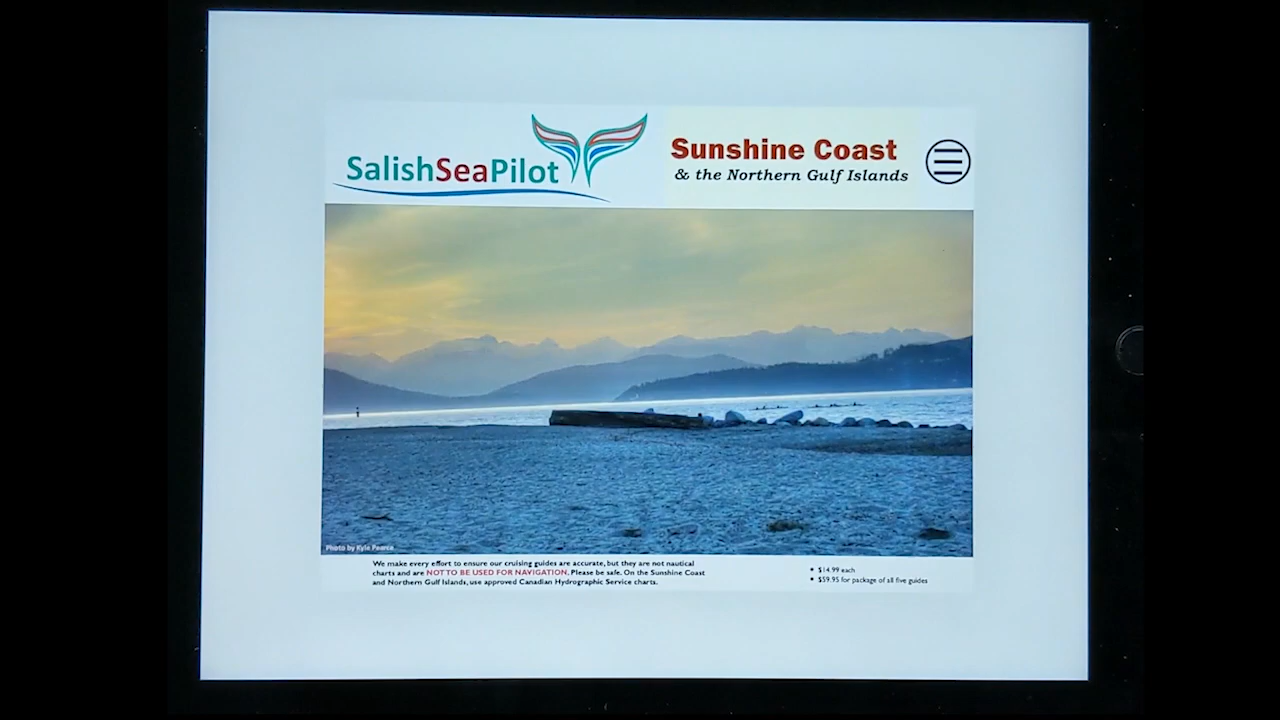 SalishSeaPilot
Sunshine Coast
& the Northern Gulf Islands
Photo by Kyle Pearce
We make every effort to ensure our cruising guides are accurate, but they are not nautical
charts and are NOT TO BE USED FOR NAVIGATION. Please be safe. On the Sunshine Coast
and Northern Gulf Islands, use approved Canadian Hydrographic Service charts.
• $14.99 each
• $59.95 for package of all five guides